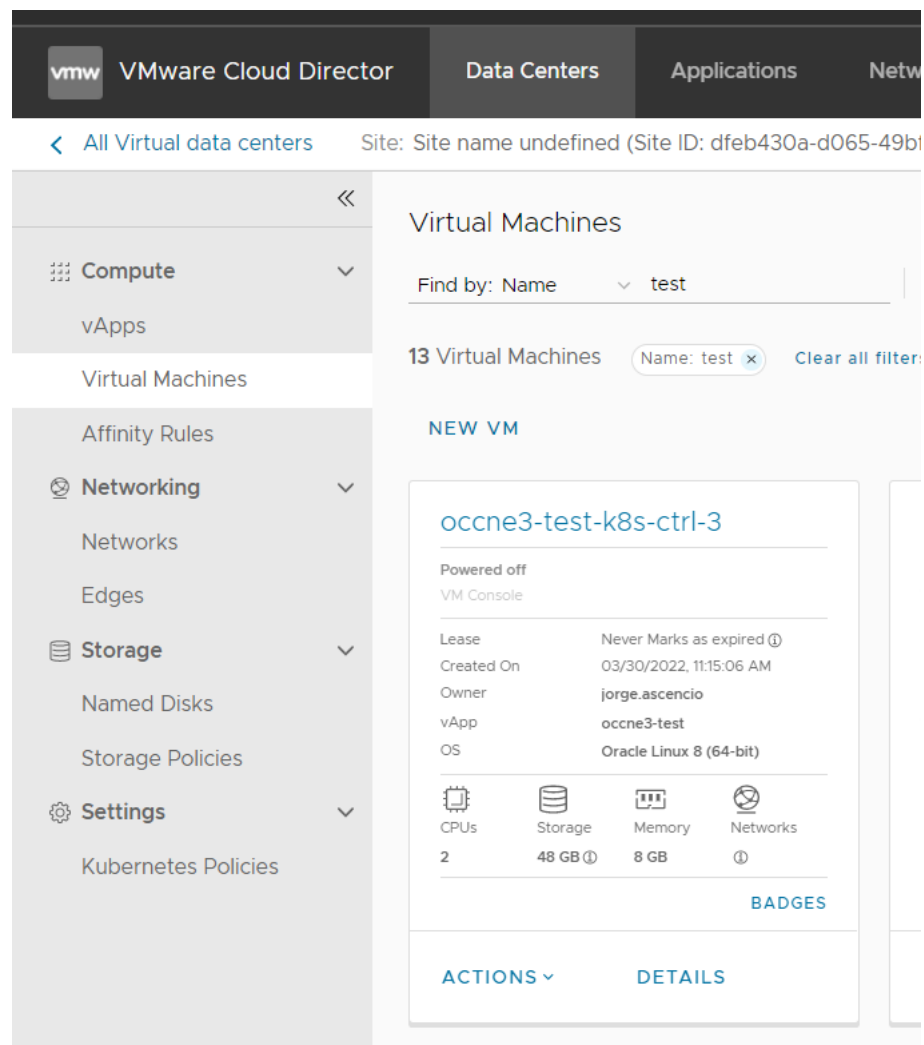 vmw VMware Cloud Director Data Centers Applications Netw
All Virtual data centers Site: Site name undefined (Site ID: dfeb430a-d065-49bf
Virtual Machines
Compute
Find by: Name test
vApps
13 Virtual Machines Name: test × Clear all filters
Virtual Machines
Affinity Rules
NEW VM
Networking
Networks
Edges
Storage
Named Disks
Storage Policies
Settings
Kubernetes Policies
occne3-test-k8s-ctrl-3
Powered off
VM Console
Lease Never Marks as expired
Created On 03/30/2022, 11:15:06 AM
Owner jorge.ascencio
vApp occne3-test
OS Oracle Linux 8 (64-bit)
CPUs Storage Memory Networks
2 48 GB 8 GB
BADGES
ACTIONS DETAILS